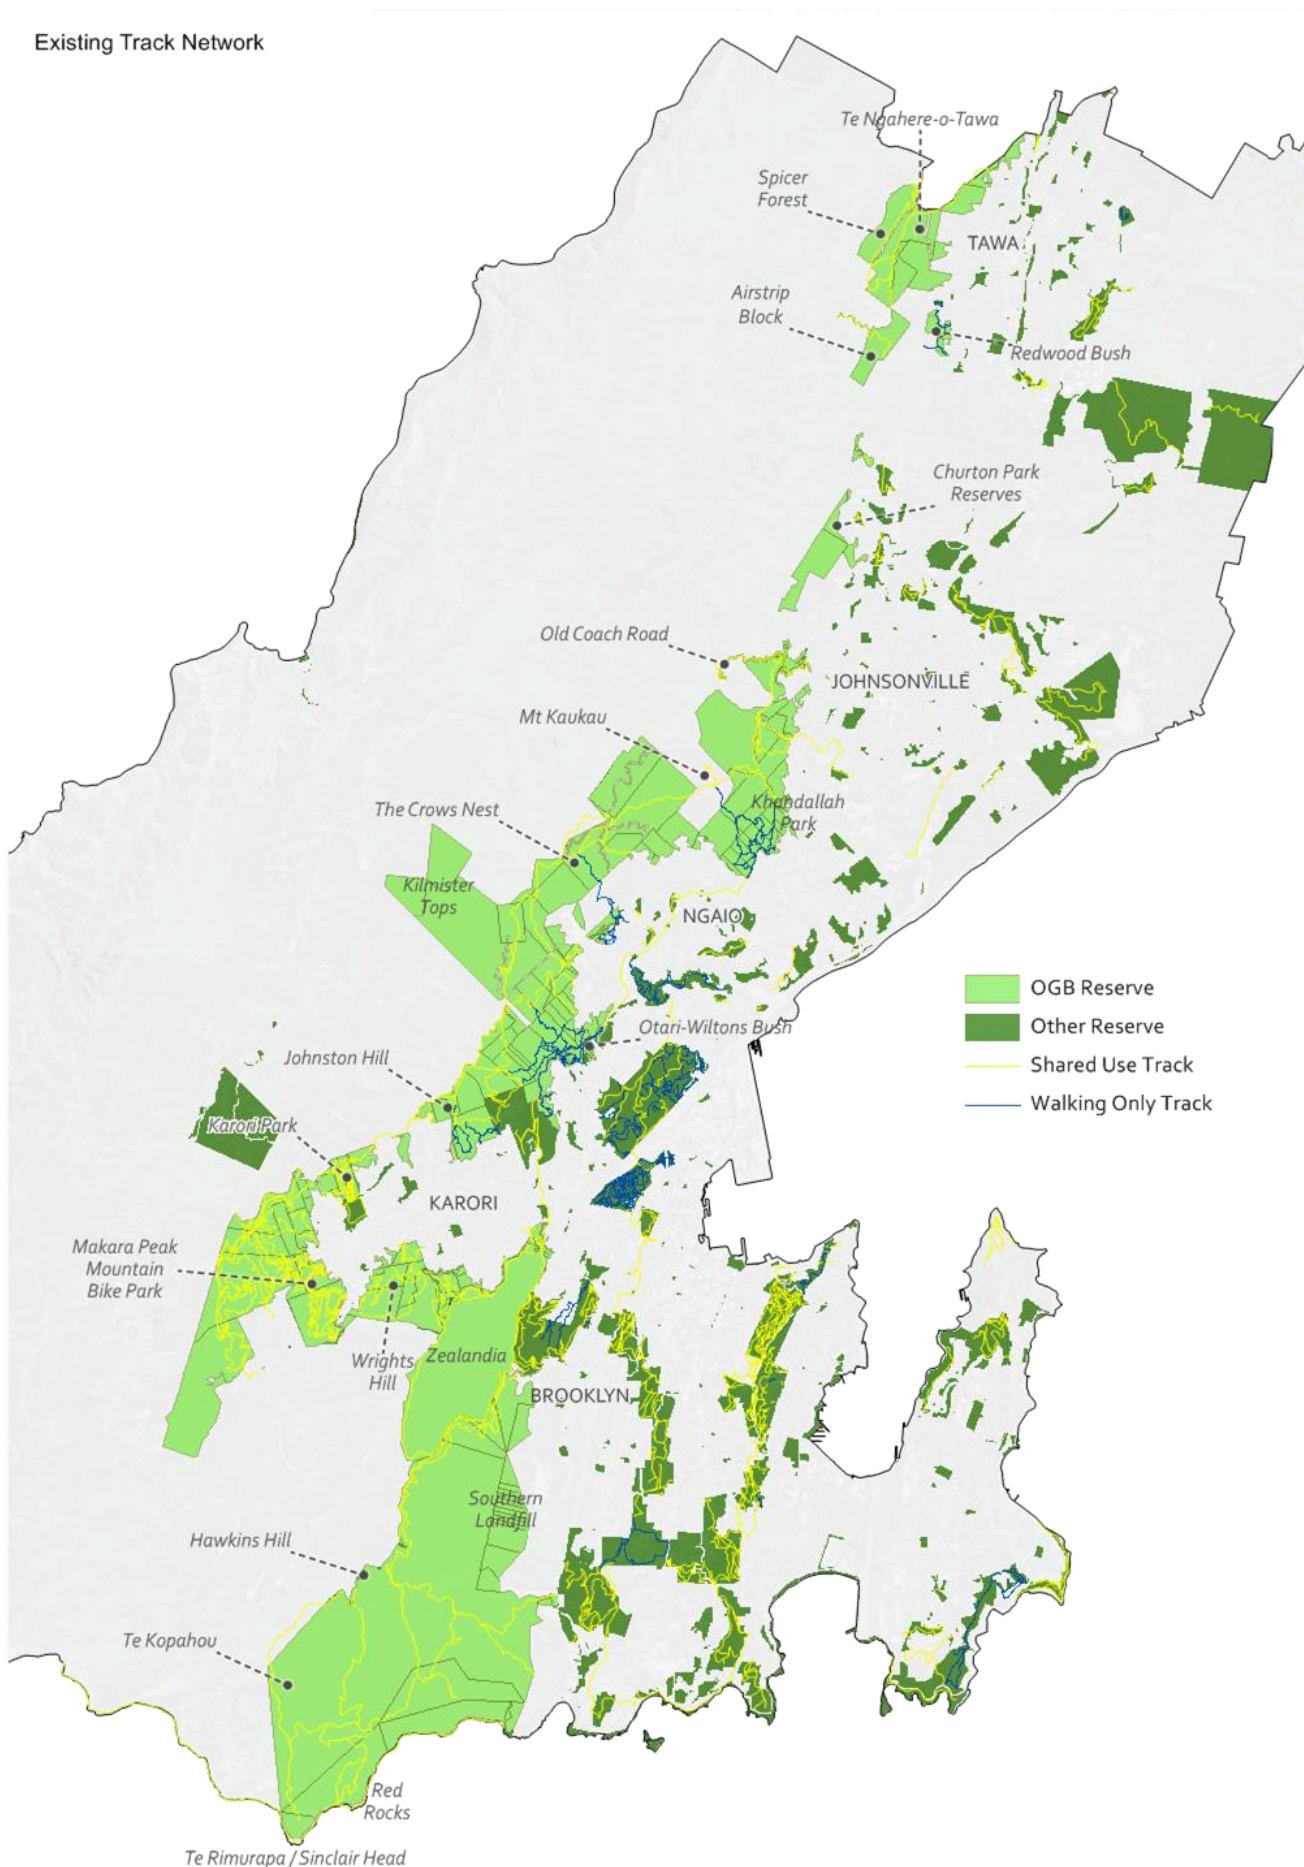 Existing Track Network
Te Ngahere-o-Tawa
Spicer
Forest
TAWA
Airstrip
Block
Redwood Bush
Churton Park
Reserves
Old Coach Road
JOHNSONVILLE
Mt Kaukau
The Crows Nest
Khandallah
Park
Kilmister
Tops
NGAIO
OGB Reserve
Other Reserve
Shared Use Track
Walking Only Track
Otari-Wiltons Bush
Johnston Hill
Karori Park
KARORI
Makara Peak
Mountain
Bike Park
Wrights
Hill
Zealandia
BROOKLYN
Southern
Landfill
Hawkins Hill
Te Kopahou
Red
Rocks
Te Rimurapa / Sinclair Head